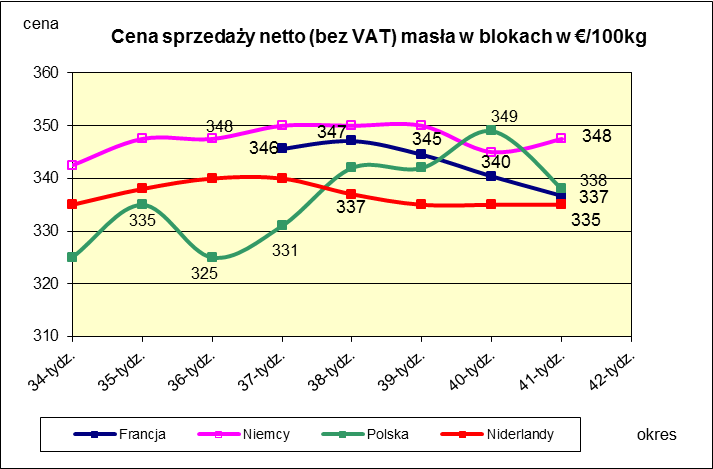 cena
Cena sprzedaży netto (bez VAT) masła w blokach w €/100kg
360
350
340
330
320
310
348
346
347
345
349
340
348
338
337
335
335
325
331
337
34-tydz.
35-tydz.
36-tydz.
37-tydz.
38-tydz.
39-tydz.
40-tydz.
41-tydz.
42-tydz.
Francja
Niemcy
Polska
Niderlandy
okres